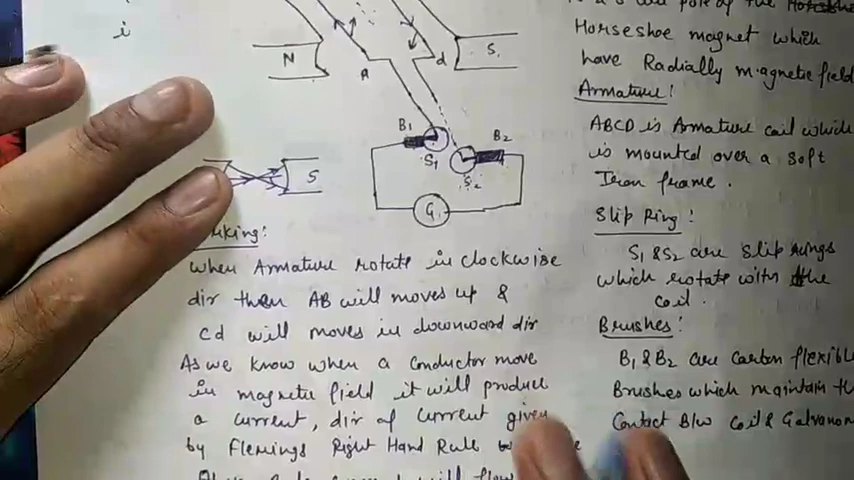 i
N
S
A
d
B1
B2
S1
S2
G
S
king:
when Armature rotate in clockwise
dir then AB will moves up &
cd will moves in downward dir
As we know when a conductor move
in magnetic field it will produce
a current, dir of current given
by Flemings Right Hand Rule
pole of the
Horseshoe magnet which
have Radially magnetic field
Armature!
ABCD is Armature coil which
is mounted over a soft
Iron frame.
Slip Ring!
S1 & S2 are slip rings
which rotate with the
coil.
Brushes!
B1 & B2 are carbon flexible
Brushes which maintain th
Contact B/w coil & Galvanom